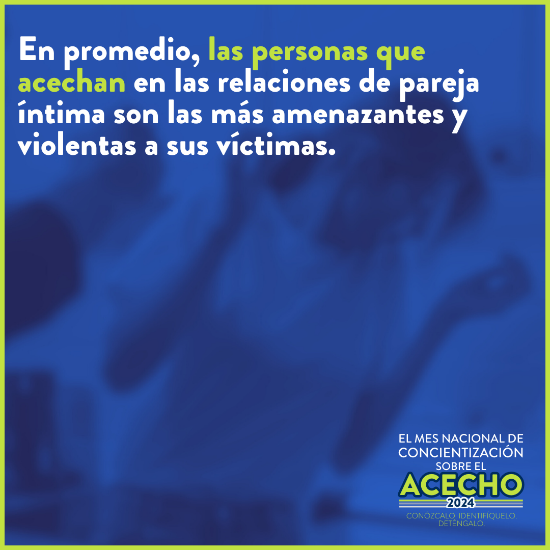 En promedio, las personas que
acechan en las relaciones de pareja
íntima son las más amenazantes y
violentas a sus víctimas.
EL MES NACIONAL DE
CONCIENTIZACIÓN
SOBRE EL
ACECHO
2024
CONÓZCALO. IDENTIFÍQUELO.
DETÉNGALO.